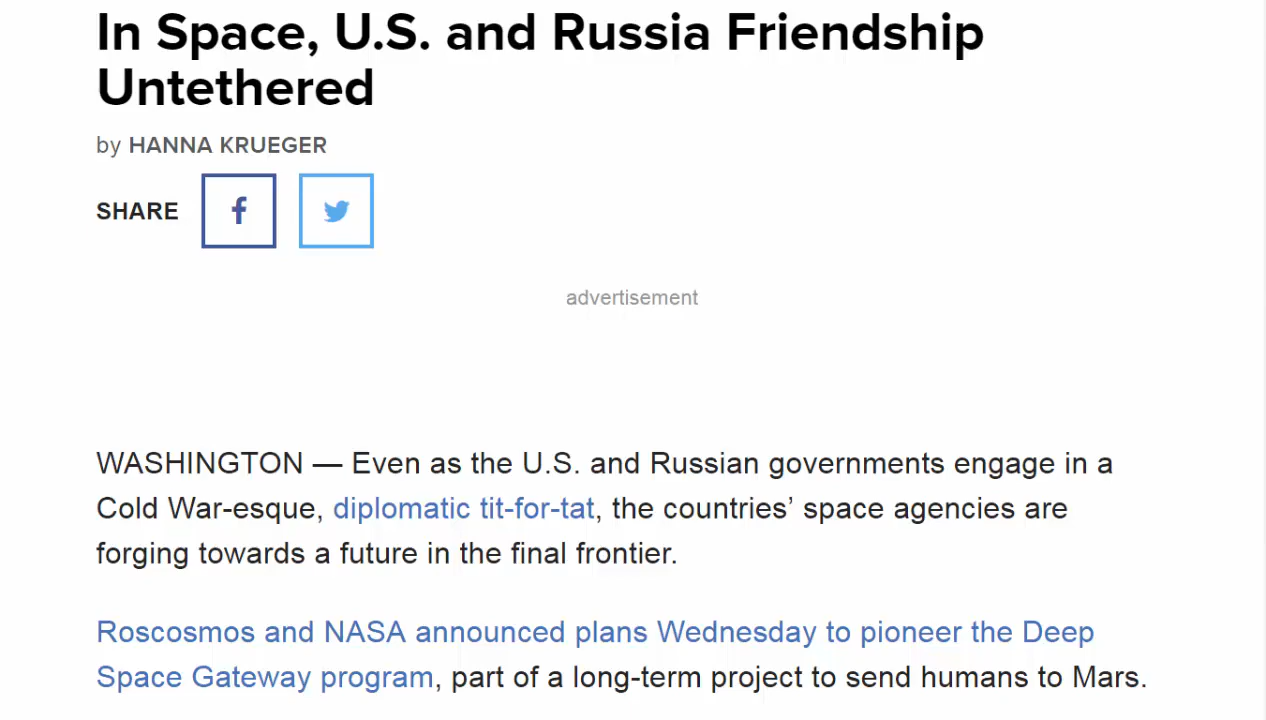 In Space, U.S. and Russia Friendship
Untethered
by HANNA KRUEGER
SHARE
advertisement
WASHINGTON — Even as the U.S. and Russian governments engage in a
Cold War-esque, diplomatic tit-for-tat, the countries’ space agencies are
forging towards a future in the final frontier.
Roscosmos and NASA announced plans Wednesday to pioneer the Deep
Space Gateway program, part of a long-term project to send humans to Mars.